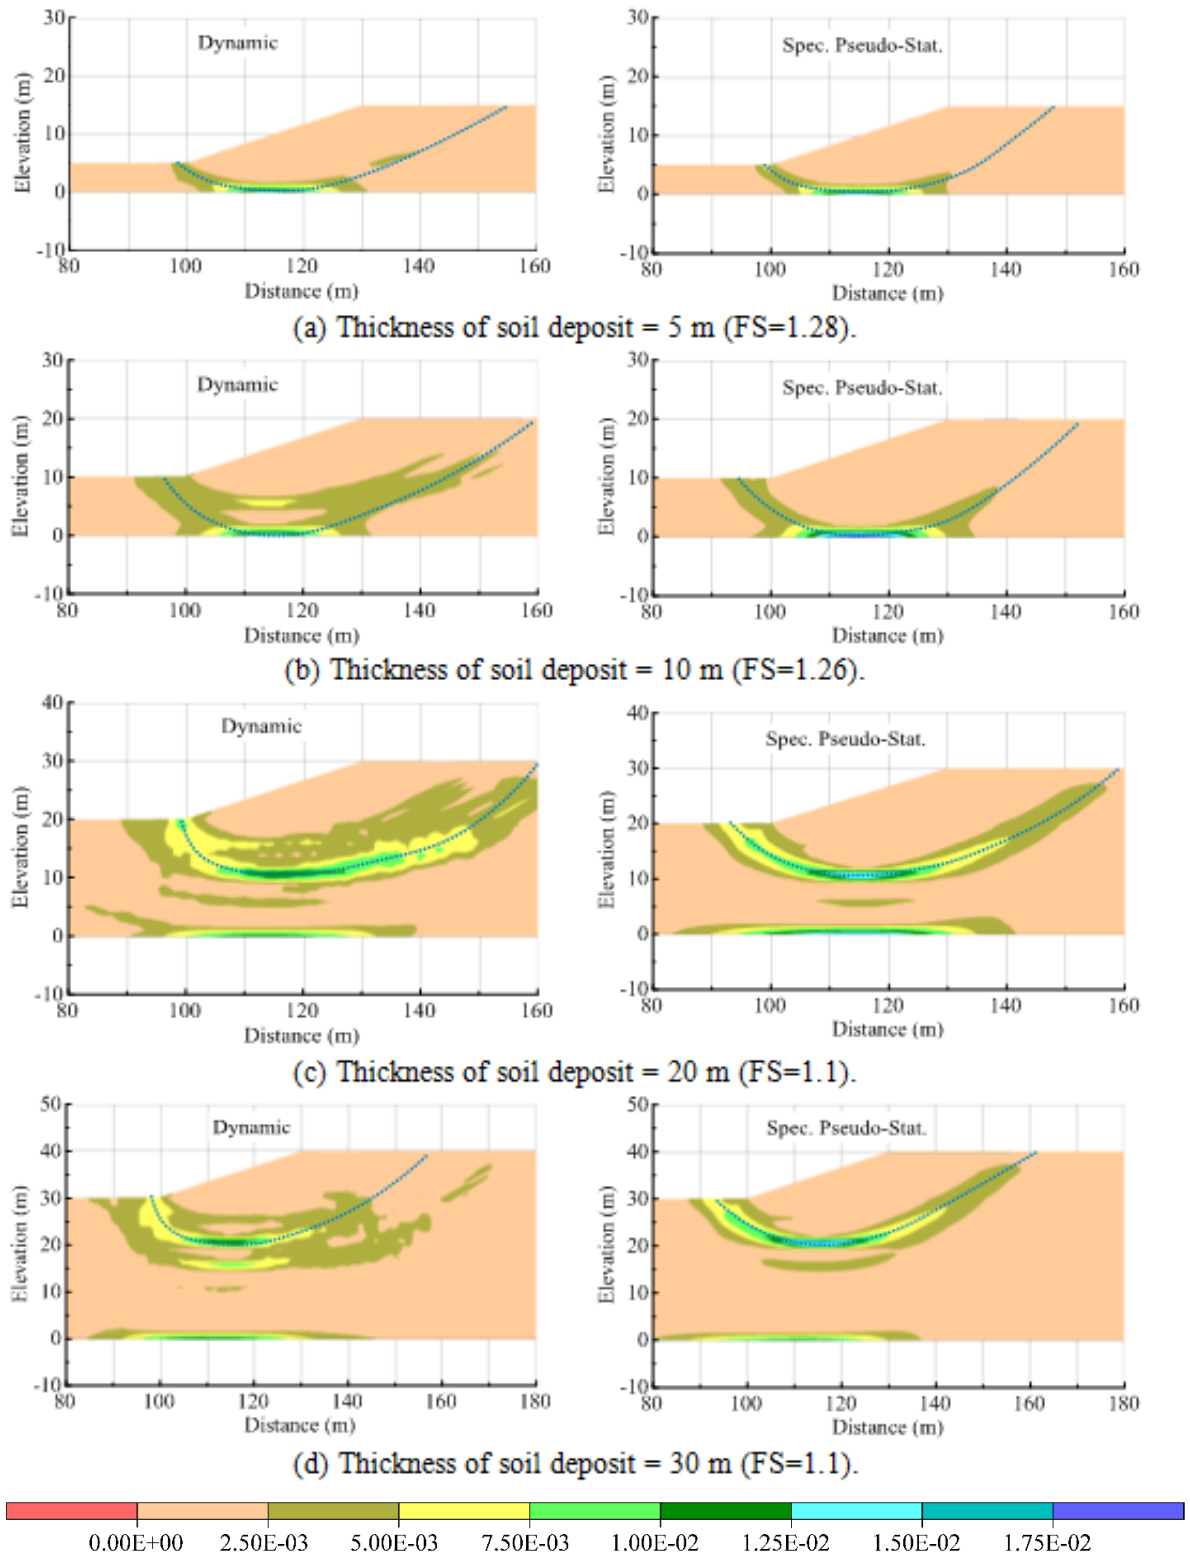 30
Dynamic
20
10
0
-10
Elevation (m)
80 100 120 140 160
Distance (m)
30
Spec. Pseudo-Stat.
20
10
0
-10
Elevation (m)
80 100 120 140 160
Distance (m)
(a) Thickness of soil deposit = 5 m (FS=1.28).
30
Dynamic
20
10
0
-10
Elevation (m)
80 100 120 140 160
Distance (m)
30
Spec. Pseudo-Stat.
20
10
0
-10
Elevation (m)
80 100 120 140 160
Distance (m)
(b) Thickness of soil deposit = 10 m (FS=1.26).
40
Dynamic
30
20
10
0
-10
Elevation (m)
80 100 120 140 160
Distance (m)
40
Spec. Pseudo-Stat.
30
20
10
0
-10
Elevation (m)
80 100 120 140 160
Distance (m)
(c) Thickness of soil deposit = 20 m (FS=1.1).
50
Dynamic
40
30
20
10
0
-10
Elevation (m)
80 100 120 140 160 180
Distance (m)
50
Spec. Pseudo-Stat.
40
30
20
10
0
-10
Elevation (m)
80 100 120 140 160 180
Distance (m)
(d) Thickness of soil deposit = 30 m (FS=1.1).
0.00E+00 2.50E-03 5.00E-03 7.50E-03 1.00E-02 1.25E-02 1.50E-02 1.75E-02